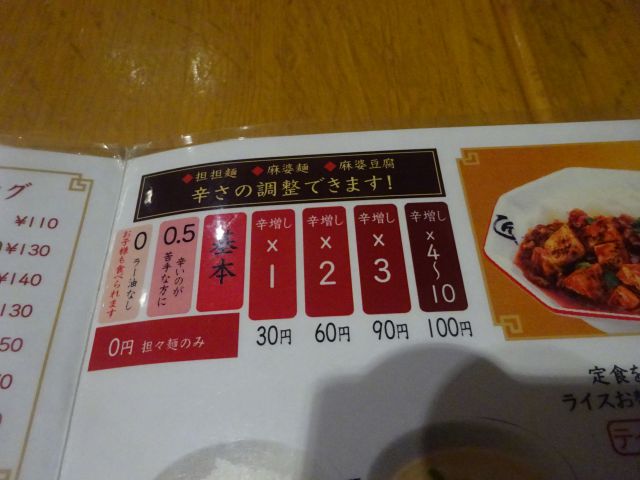 グ
¥110
¥130
¥140
130
50
70
90
◆担担麺 ◆麻婆麺 ◆麻婆豆腐
辛さの調整できます!
0 ラー油なし
お子様も食べられます
0.5 辛いのが
苦手な方に
基本
辛増し×1
辛増し×2
辛増し×3
辛増し×4～10
0円 担々麺のみ
30円
60円
90円
100円
匠
定食を
ライスお